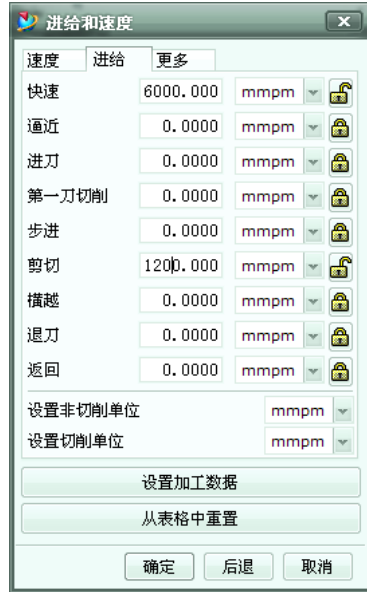 进给和速度
速度 进给 更多
快速 6000.000 mmpm
逼近 0.0000 mmpm
进刀 0.0000 mmpm
第一刀切削 0.0000 mmpm
步进 0.0000 mmpm
剪切 1200.000 mmpm
横越 0.0000 mmpm
退刀 0.0000 mmpm
返回 0.0000 mmpm
设置非切削单位 mmpm
设置切削单位 mmpm
设置加工数据
从表格中重置
确定 后退 取消